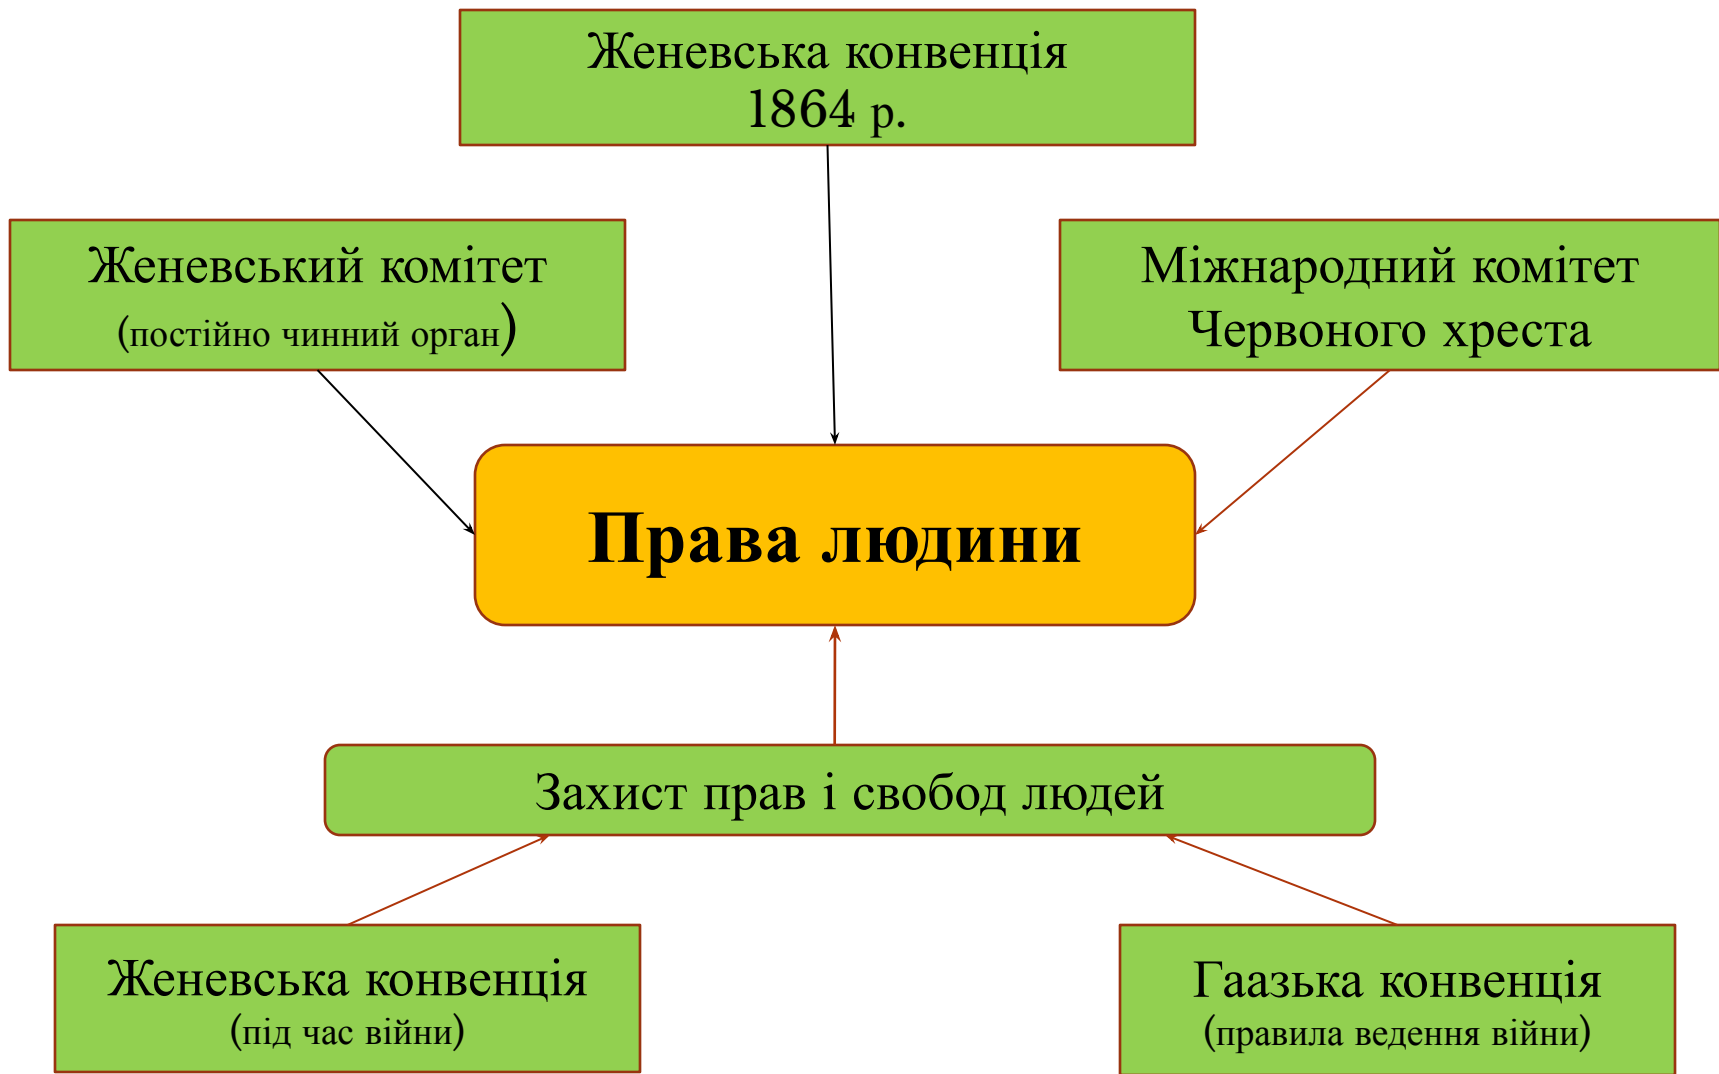 Женевська конвенція
1864 р.
Женевський комітет
(постійно чинний орган)
Міжнародний комітет
Червоного хреста
Права людини
Захист прав і свобод людей
Женевська конвенція
(під час війни)
Гаазька конвенція
(правила ведення війни)